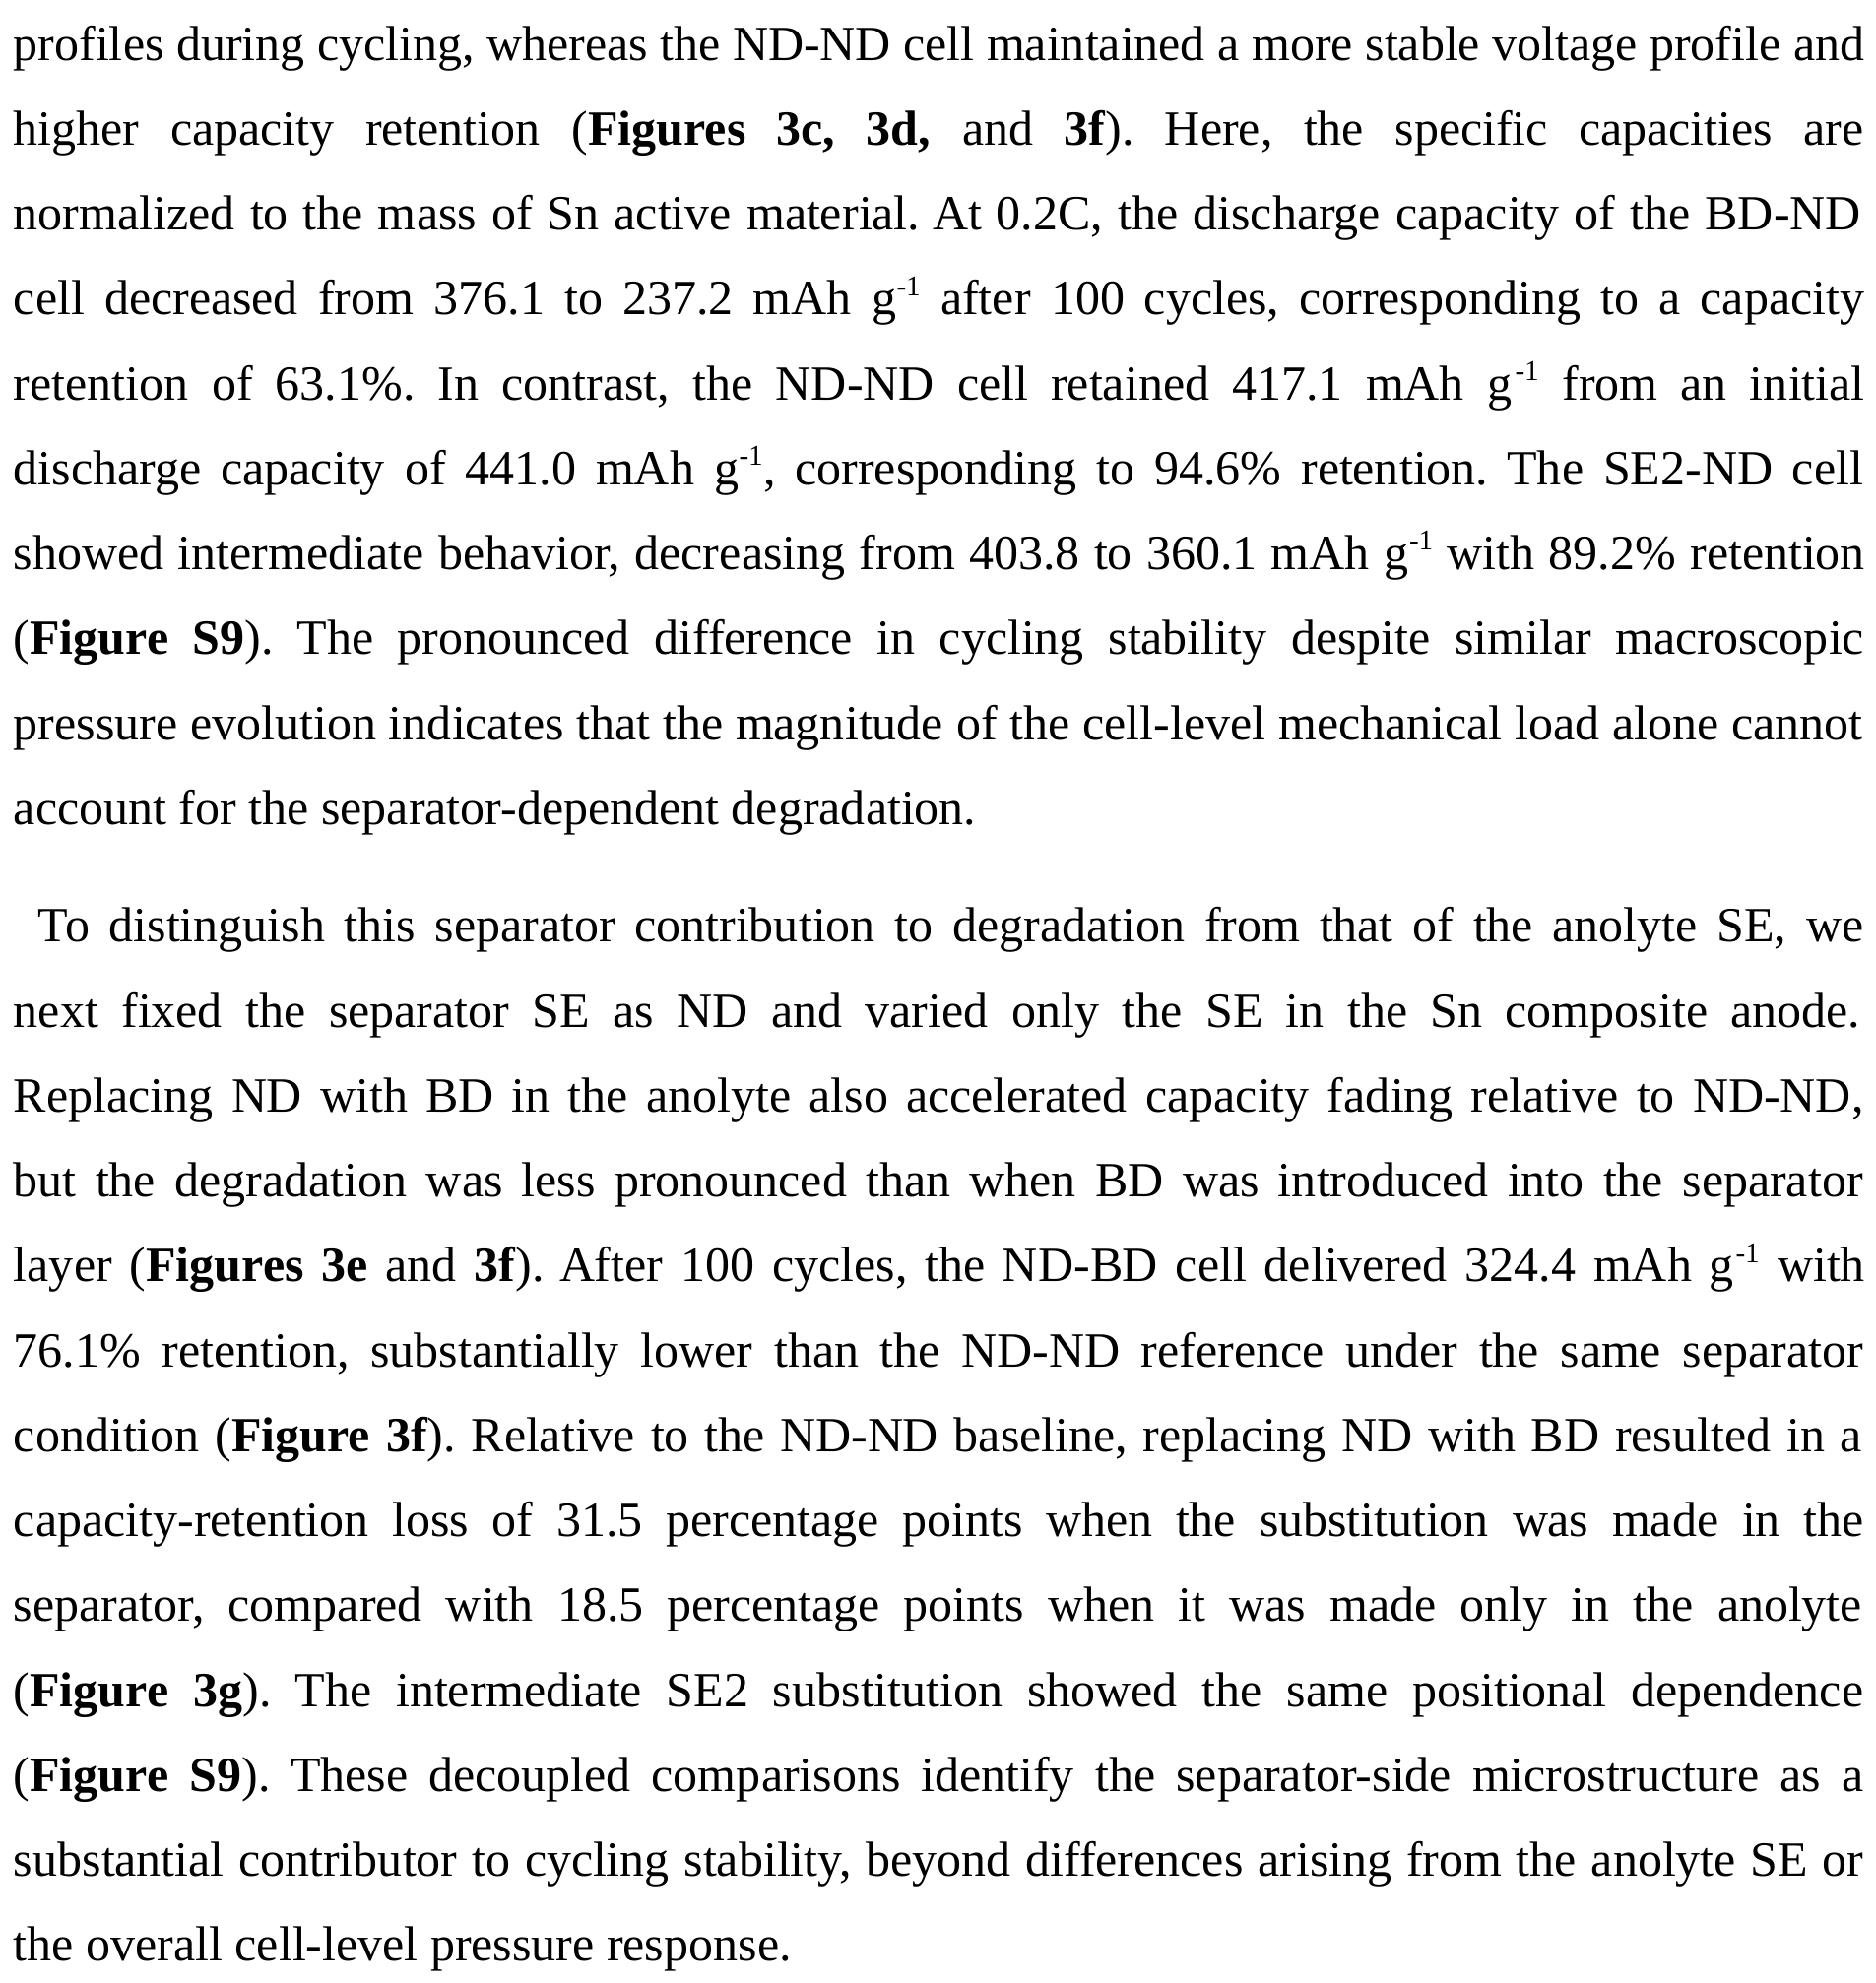 profiles during cycling, whereas the ND-ND cell maintained a more stable voltage profile and
higher capacity retention (Figures 3c, 3d, and 3f). Here, the specific capacities are
normalized to the mass of Sn active material. At 0.2C, the discharge capacity of the BD-ND
cell decreased from 376.1 to 237.2 mAh g⁻¹ after 100 cycles, corresponding to a capacity
retention of 63.1%. In contrast, the ND-ND cell retained 417.1 mAh g⁻¹ from an initial
discharge capacity of 441.0 mAh g⁻¹, corresponding to 94.6% retention. The SE2-ND cell
showed intermediate behavior, decreasing from 403.8 to 360.1 mAh g⁻¹ with 89.2% retention
(Figure S9). The pronounced difference in cycling stability despite similar macroscopic
pressure evolution indicates that the magnitude of the cell-level mechanical load alone cannot
account for the separator-dependent degradation.
To distinguish this separator contribution to degradation from that of the anolyte SE, we
next fixed the separator SE as ND and varied only the SE in the Sn composite anode.
Replacing ND with BD in the anolyte also accelerated capacity fading relative to ND-ND,
but the degradation was less pronounced than when BD was introduced into the separator
layer (Figures 3e and 3f). After 100 cycles, the ND-BD cell delivered 324.4 mAh g⁻¹ with
76.1% retention, substantially lower than the ND-ND reference under the same separator
condition (Figure 3f). Relative to the ND-ND baseline, replacing ND with BD resulted in a
capacity-retention loss of 31.5 percentage points when the substitution was made in the
separator, compared with 18.5 percentage points when it was made only in the anolyte
(Figure 3g). The intermediate SE2 substitution showed the same positional dependence
(Figure S9). These decoupled comparisons identify the separator-side microstructure as a
substantial contributor to cycling stability, beyond differences arising from the anolyte SE or
the overall cell-level pressure response.